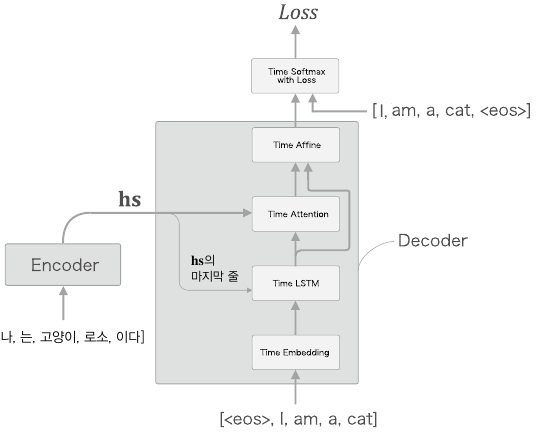 Loss
Time Softmax
with Loss
[I, am, a, cat, <eos>]
Time Affine
hs
Time Attention
Decoder
Encoder
hs의
마지막 줄
Time LSTM
나, 는, 고양이, 로소, 이다]
Time Embedding
[<eos>, I, am, a, cat]